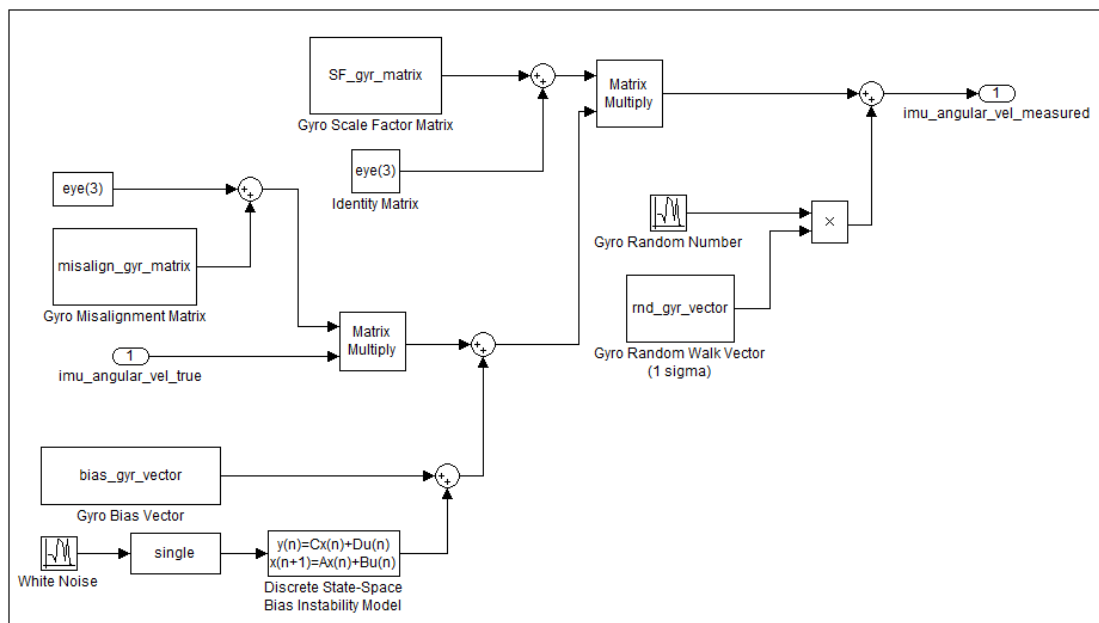 SF_gyr_matrix
Gyro Scale Factor Matrix
+
+
Matrix
Multiply
+
+
1
imu_angular_vel_measured
eye(3)
Identity Matrix
eye(3)
+
+
misalign_gyr_matrix
Gyro Misalignment Matrix
Gyro Random Number
×
rnd_gyr_vector
Gyro Random Walk Vector
(1 sigma)
Matrix
Multiply
+
+
1
imu_angular_vel_true
bias_gyr_vector
Gyro Bias Vector
+
+
White Noise
single
y(n)=Cx(n)+Du(n)
x(n+1)=Ax(n)+Bu(n)
Discrete State-Space
Bias Instability Model